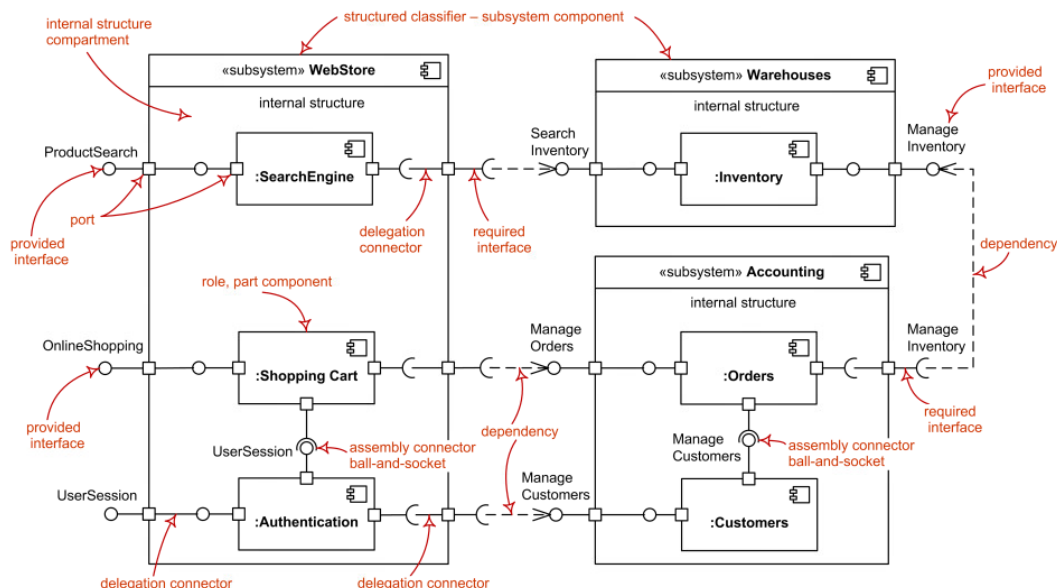 structured classifier – subsystem component
internal structure
compartment
«subsystem» WebStore
internal structure
«subsystem» Warehouses
internal structure
provided
interface
ProductSearch
:SearchEngine
Search
Inventory
:Inventory
Manage
Inventory
port
provided
interface
delegation
connector
required
interface
dependency
role, part component
«subsystem» Accounting
internal structure
OnlineShopping
:Shopping Cart
Manage
Orders
:Orders
Manage
Inventory
provided
interface
dependency
required
interface
UserSession
assembly connector
ball-and-socket
Manage
Customers
assembly connector
ball-and-socket
UserSession
:Authentication
Manage
Customers
:Customers
delegation connector
delegation connector